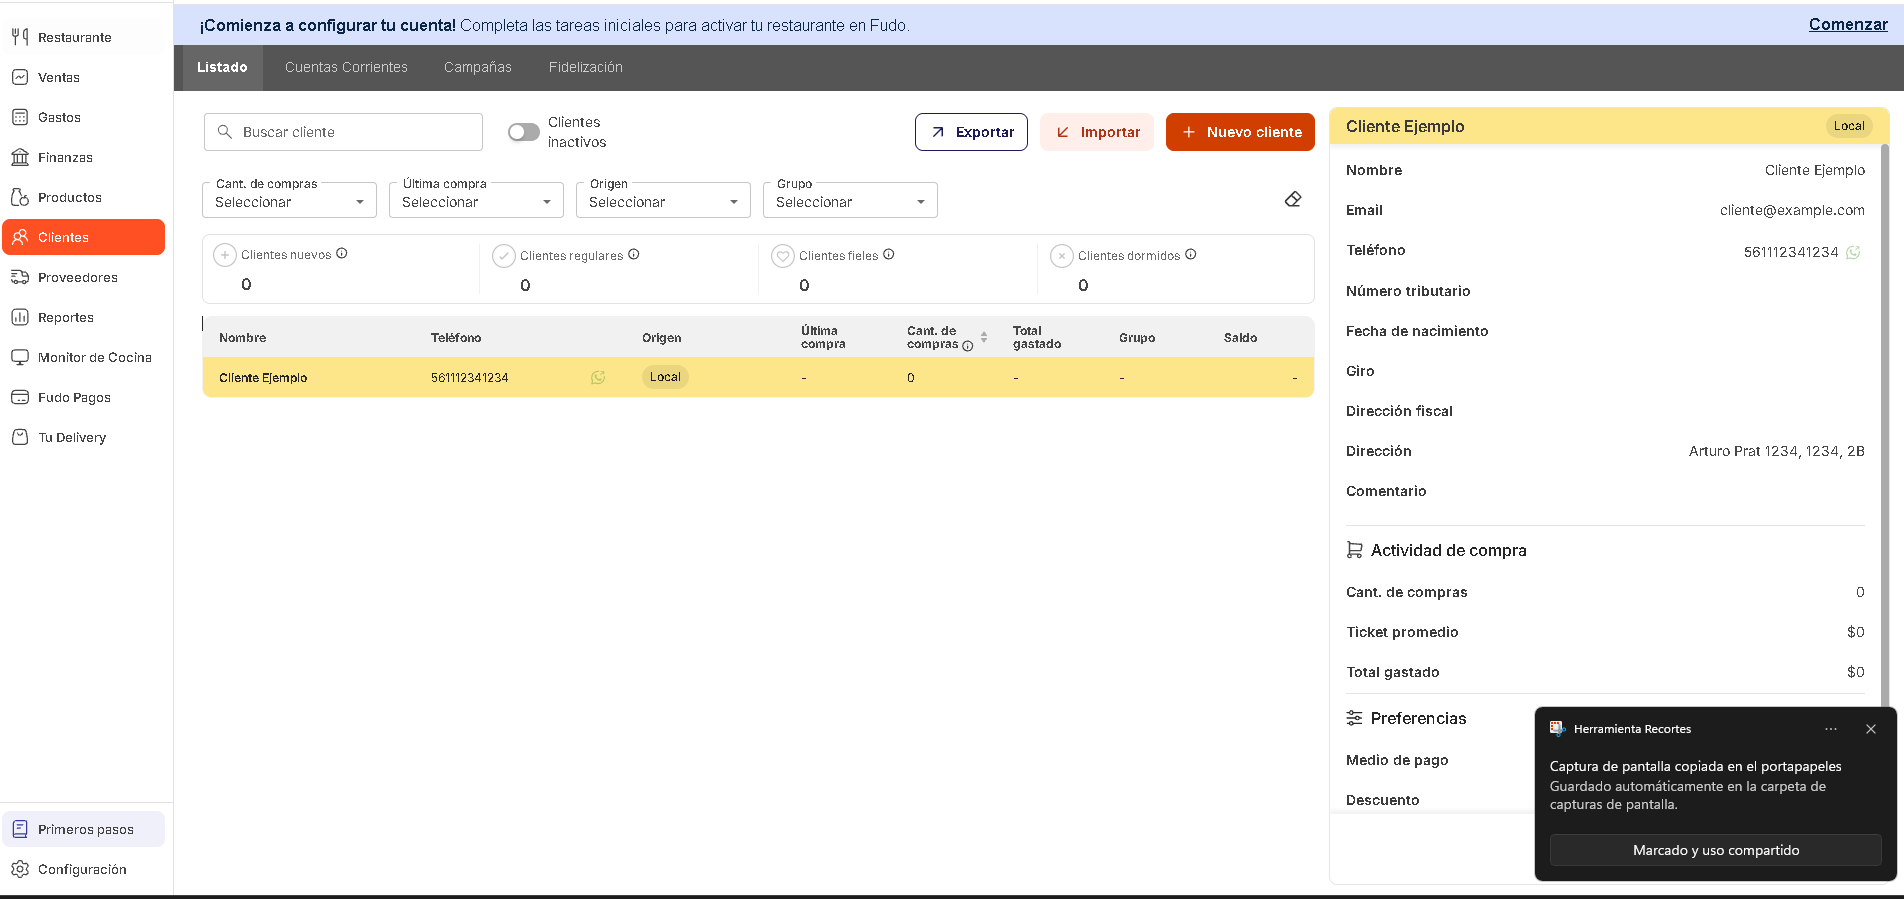 Restaurante
Ventas
Gastos
Finanzas
Productos
Clientes
Proveedores
Reportes
Monitor de Cocina
Fudo Pagos
Tu Delivery
Primeros pasos
Configuración
¡Comienza a configurar tu cuenta! Completa las tareas iniciales para activar tu restaurante en Fudo.
Comenzar
Listado Cuentas Corrientes Campañas Fidelización
Buscar cliente
Clientes
inactivos
Exportar Importar + Nuevo cliente
Cant. de compras Última compra Origen Grupo
Seleccionar Seleccionar Seleccionar Seleccionar
Clientes nuevos Clientes regulares Clientes fieles Clientes dormidos
0 0 0 0
Nombre Teléfono Origen Última compra Cant. de compras Total gastado Grupo Saldo
Cliente Ejemplo 561112341234 Local - 0 - - -
Cliente Ejemplo Local
Nombre Cliente Ejemplo
Email cliente@example.com
Teléfono 561112341234
Número tributario
Fecha de nacimiento
Giro
Dirección fiscal
Dirección Arturo Prat 1234, 1234, 2B
Comentario
Actividad de compra
Cant. de compras 0
Ticket promedio $0
Total gastado $0
Preferencias
Medio de pago
Descuento
Herramienta Recortes
Captura de pantalla copiada en el portapapeles
Guardado automáticamente en la carpeta de
capturas de pantalla.
Marcado y uso compartido